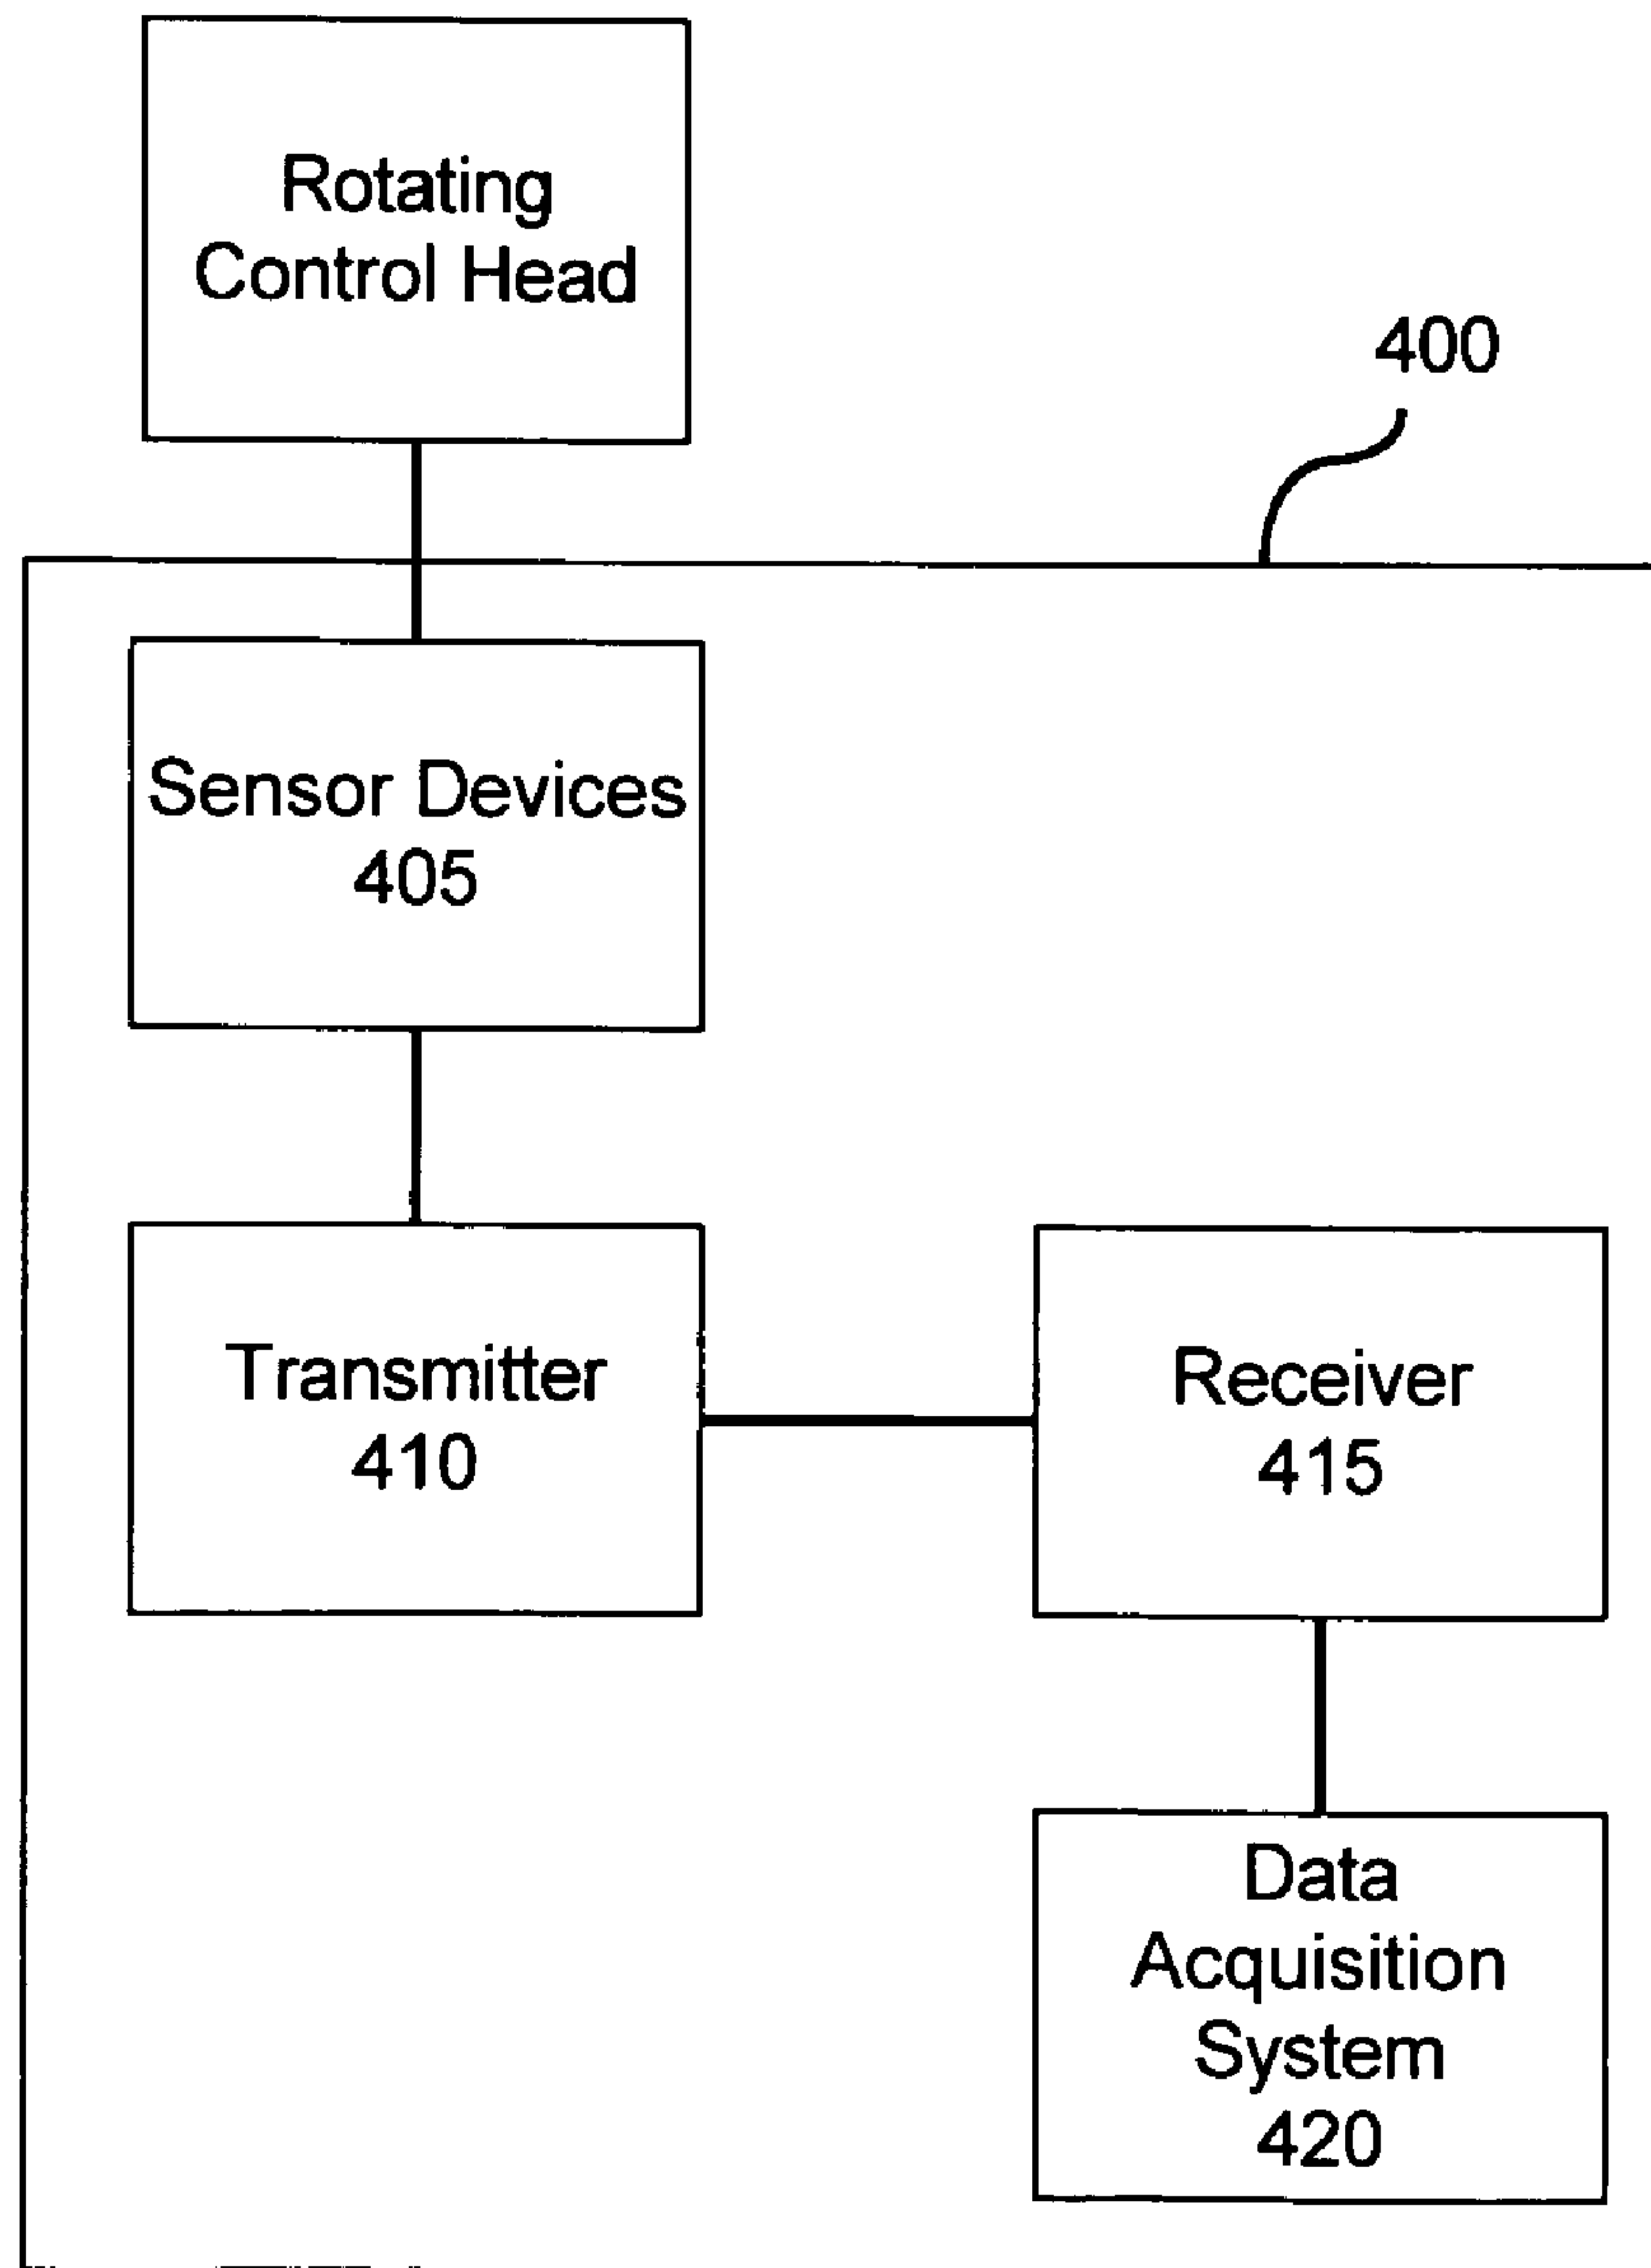 Rotating
Control Head
400
Sensor Devices
405
Transmitter
410
Receiver
415
Data
Acquisition
System
420